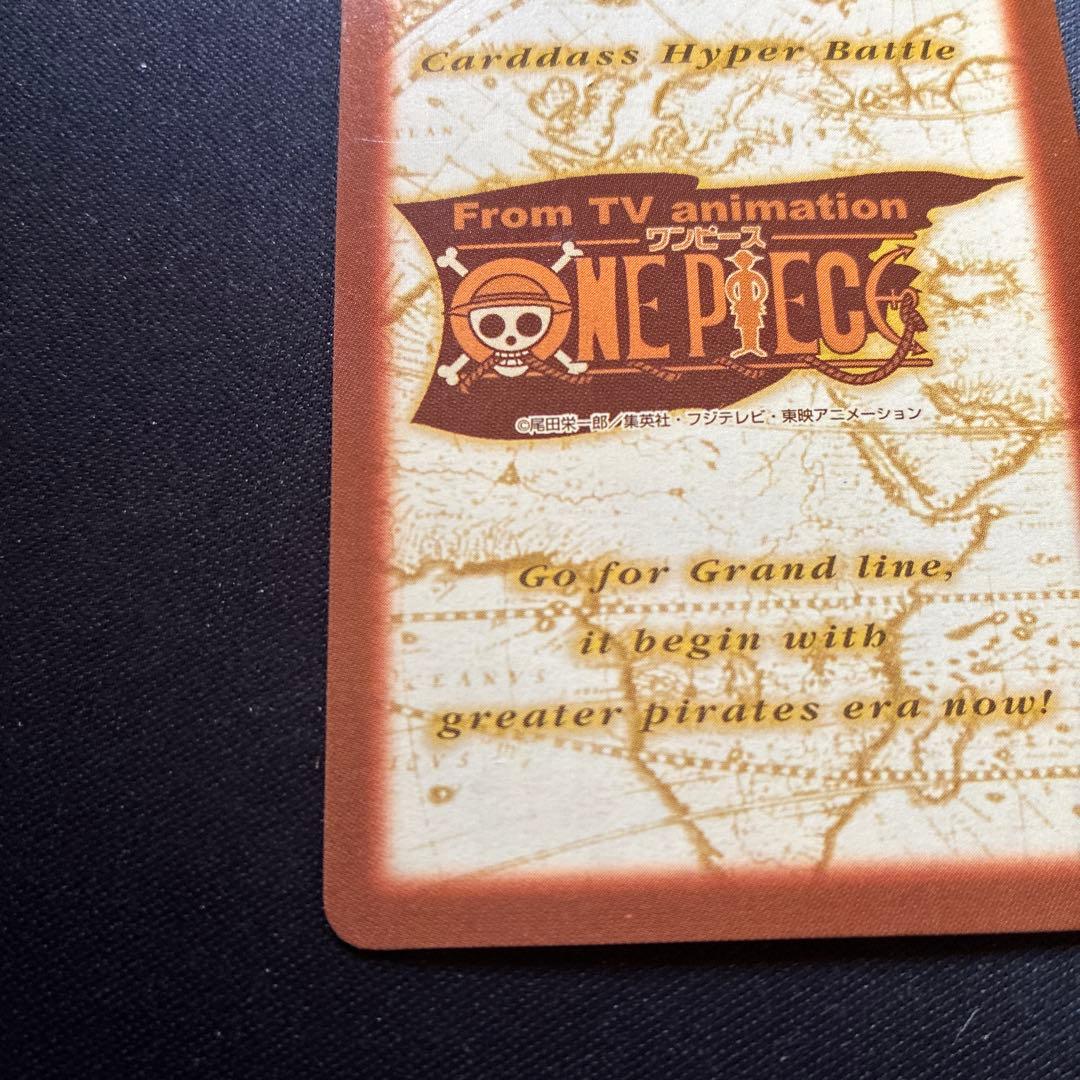 Carddass Hyper Battle
From TV animation
ワンピース
ONE PIECE
©尾田栄一郎／集英社・フジテレビ・東映アニメーション
Go for Grand line,
it begin with
greater pirates era now!